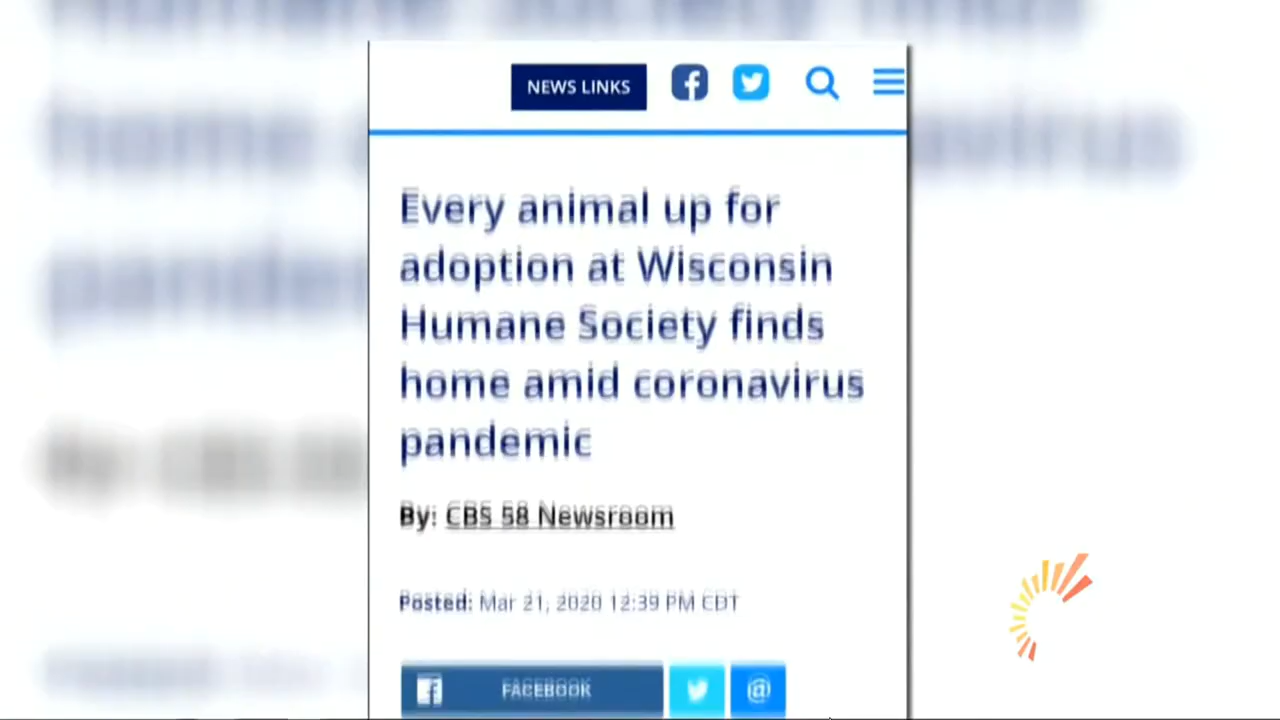 NEWS LINKS
Every animal up for
adoption at Wisconsin
Humane Society finds
home amid coronavirus
pandemic
By: CBS 58 Newsroom
Posted: Mar 21, 2020 12:39 PM CDT
FACEBOOK
@